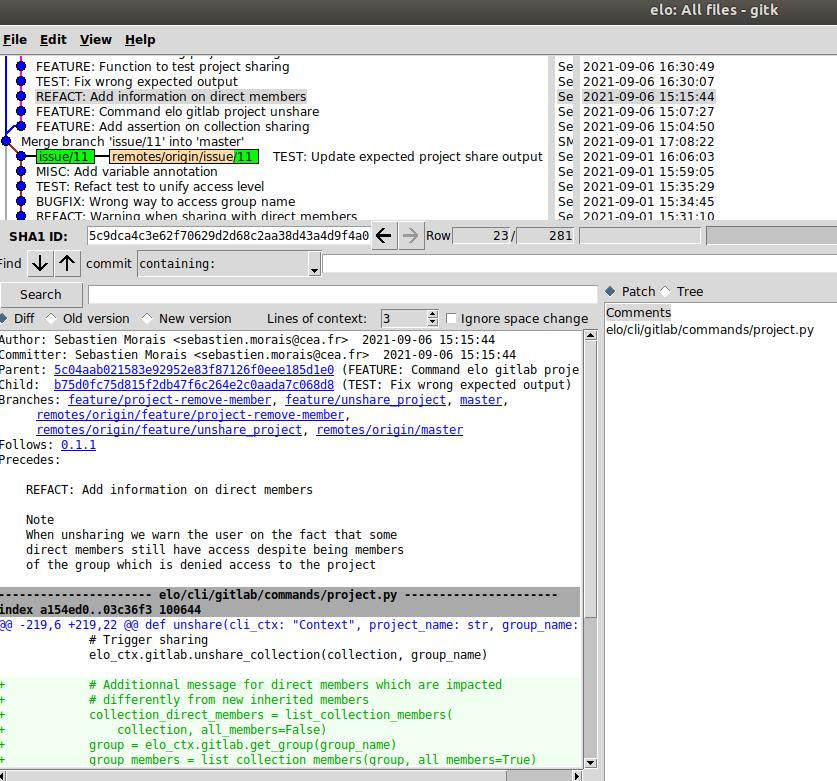 elo: All files - gitk
File Edit View Help
FEATURE: Function to test project sharing Se 2021-09-06 16:30:49
TEST: Fix wrong expected output Se 2021-09-06 16:30:07
REFACT: Add information on direct members Se 2021-09-06 15:15:44
FEATURE: Command elo gitlab project unshare Se 2021-09-06 15:07:27
FEATURE: Add assertion on collection sharing Se 2021-09-06 15:04:50
Merge branch 'issue/11' into 'master' SM 2021-09-01 17:08:22
issue/11 remotes/origin/issue/11 TEST: Update expected project share output Se 2021-09-01 16:06:03
MISC: Add variable annotation Se 2021-09-01 15:59:05
TEST: Refact test to unify access level Se 2021-09-01 15:35:29
BUGFIX: Wrong way to access group name Se 2021-09-01 15:34:45
REFACT: Warning when sharing with direct members Se 2021-09-01 15:31:10
SHA1 ID: 5c9dca4c3e62f70629d2d68c2aa38d43a4d9f4a0 Row 23 / 281
Find commit containing:
Search
Diff Old version New version Lines of context: 3 Ignore space change
Patch Tree
Comments
elo/cli/gitlab/commands/project.py
Author: Sebastien Morais <sebastien.morais@cea.fr> 2021-09-06 15:15:44
Committer: Sebastien Morais <sebastien.morais@cea.fr> 2021-09-06 15:15:44
Parent: 5c04aab021583e92952e83f87126f0eee185d1e0 (FEATURE: Command elo gitlab proje
Child: b75d0fc75d815f2db47f6c264e2c0aada7c068d8 (TEST: Fix wrong expected output)
Branches: feature/project-remove-member, feature/unshare_project, master,
remotes/origin/feature/project-remove-member,
remotes/origin/feature/unshare_project, remotes/origin/master
Follows: 0.1.1
Precedes:
REFACT: Add information on direct members
Note
When unsharing we warn the user on the fact that some
direct members still have access despite being members
of the group which is denied access to the project
---------------------- elo/cli/gitlab/commands/project.py ----------------------
index a154ed0..03c36f3 100644
@@ -219,6 +219,22 @@ def unshare(cli_ctx: "Context", project_name: str, group_name:
# Trigger sharing
elo_ctx.gitlab.unshare_collection(collection, group_name)
+ # Additionnal message for direct members which are impacted
+ # differently from new inherited members
+ collection_direct_members = list_collection_members(
+ collection, all_members=False)
+ group = elo_ctx.gitlab.get_group(group_name)
+ group_members = list_collection_members(group, all_members=True)